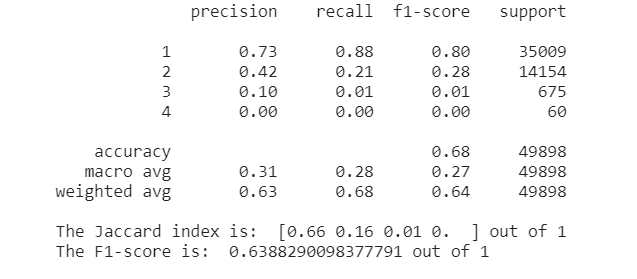 precision recall f1-score support
1 0.73 0.88 0.80 35009
2 0.42 0.21 0.28 14154
3 0.10 0.01 0.01 675
4 0.00 0.00 0.00 60
accuracy 0.68 49898
macro avg 0.31 0.28 0.27 49898
weighted avg 0.63 0.68 0.64 49898
The Jaccard index is: [0.66 0.16 0.01 0. ] out of 1
The F1-score is: 0.6388290098377791 out of 1